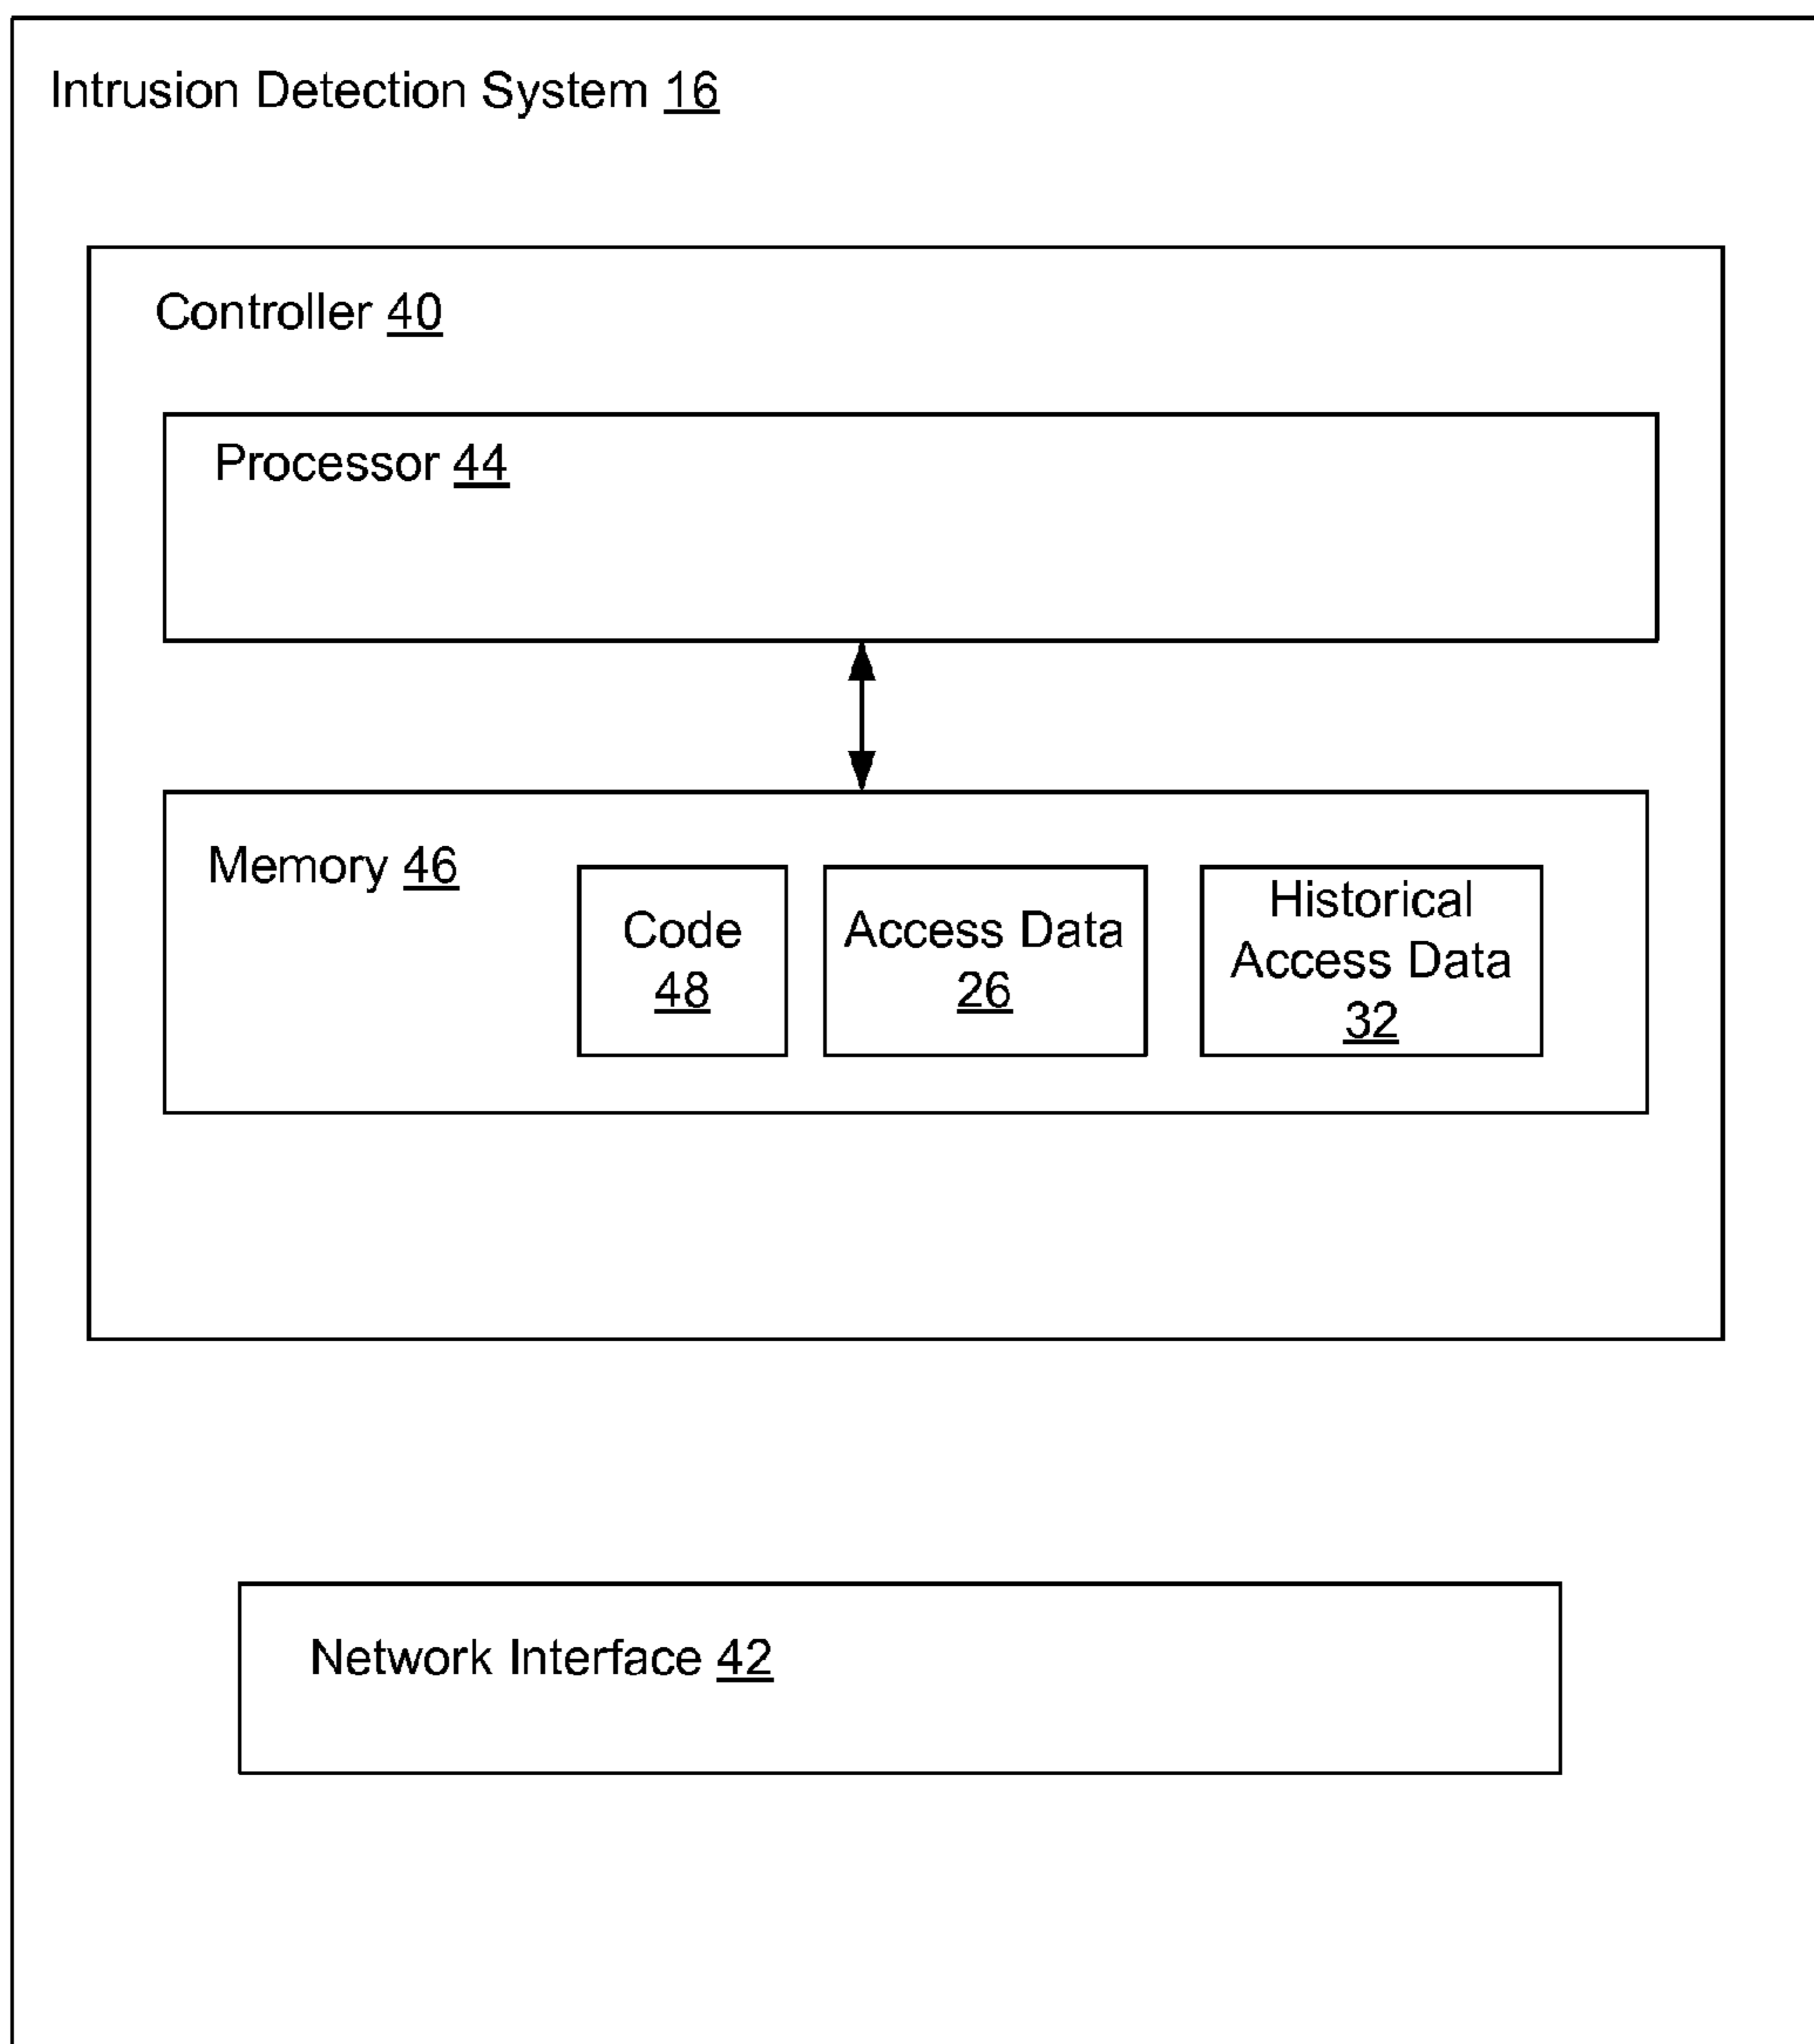 Intrusion Detection System 16
Controller 40
Processor 44
Memory 46
Code
48
Access Data
26
Historical
Access Data
32
Network Interface 42